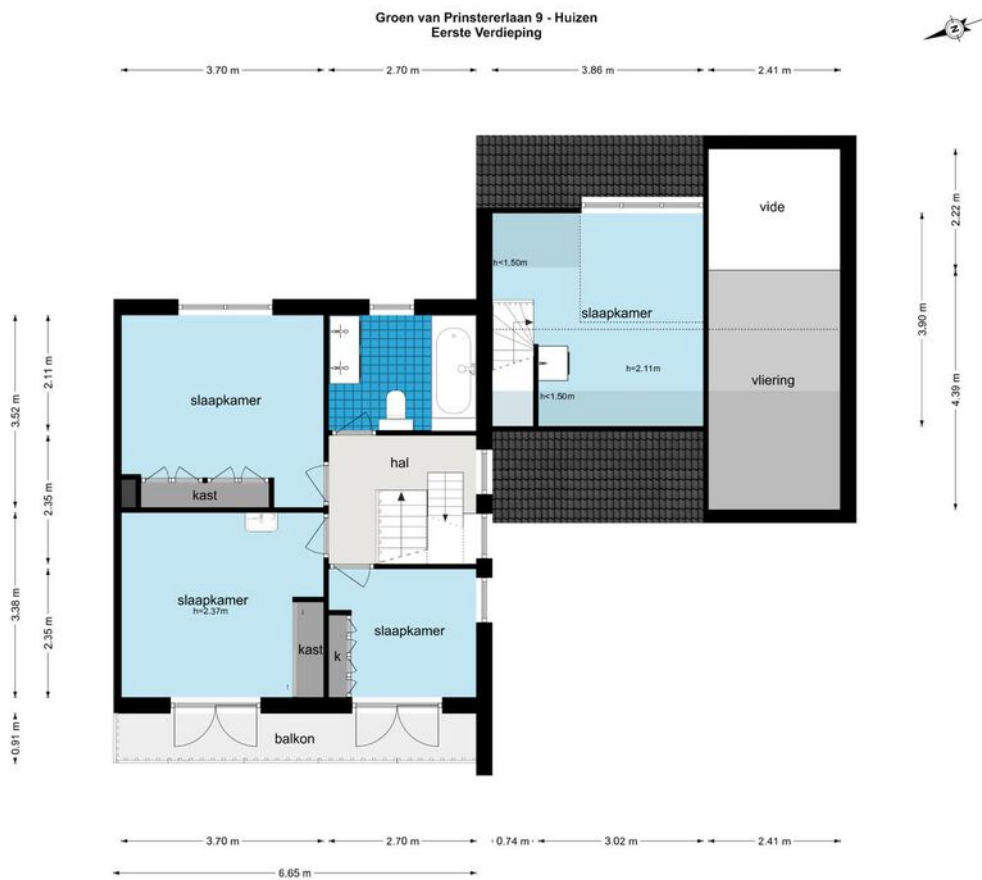 Groen van Prinstererlaan 9 - Huizen
Eerste Verdieping
N
3.70 m
2.70 m
3.86 m
2.41 m
vide
2.22 m
h<1.50m
slaapkamer
3.90 m
h=2.11m
vliering
4.39 m
h<1.50m
3.52 m
2.11 m
slaapkamer
kast
hal
2.35 m
3.38 m
slaapkamer
h=2.37m
kast
k
slaapkamer
2.35 m
0.91 m
balkon
3.70 m
2.70 m
0.74 m
3.02 m
2.41 m
6.65 m